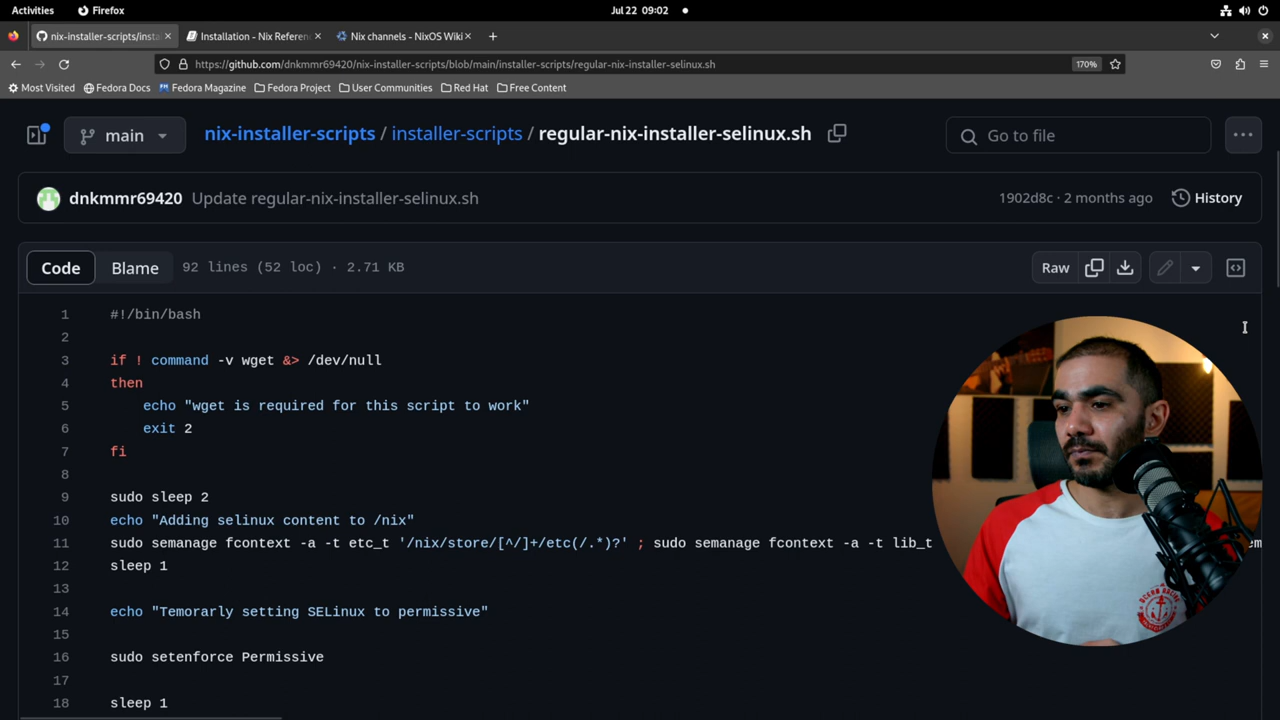 Activities Firefox Jul 22 09:02
nix-installer-scripts/insta Installation - Nix Referen Nix channels - NixOS Wiki
https://github.com/dnkmmr69420/nix-installer-scripts/blob/main/installer-scripts/regular-nix-installer-selinux.sh 170%
Most Visited Fedora Docs Fedora Magazine Fedora Project User Communities Red Hat Free Content
main nix-installer-scripts / installer-scripts / regular-nix-installer-selinux.sh Go to file
dnkmmr69420 Update regular-nix-installer-selinux.sh 1902d8c · 2 months ago History
Code Blame 92 lines (52 loc) · 2.71 KB Raw
1 #!/bin/bash
2
3 if ! command -v wget &> /dev/null
4 then
5 echo "wget is required for this script to work"
6 exit 2
7 fi
8
9 sudo sleep 2
10 echo "Adding selinux content to /nix"
11 sudo semanage fcontext -a -t etc_t '/nix/store/[^/]+/etc(/.*)?' ; sudo semanage fcontext -a -t lib_t
12 sleep 1
13
14 echo "Temorarly setting SELinux to permissive"
15
16 sudo setenforce Permissive
17
18 sleep 1